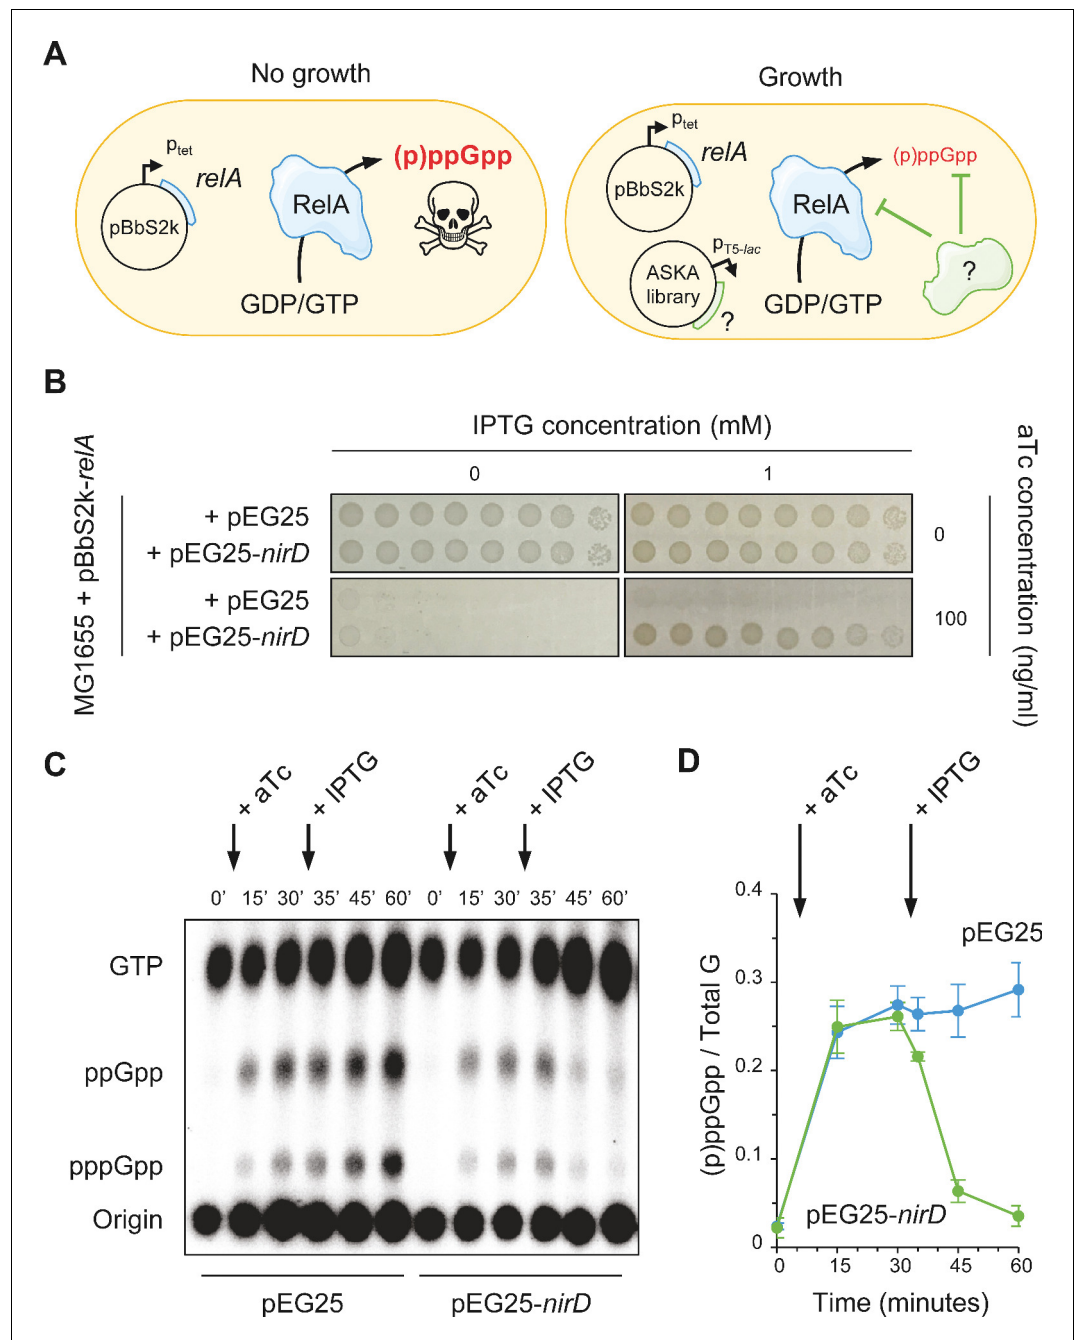 A
No growth
Growth
ptet
relA
pBbS2k
RelA
(p)ppGpp
GDP/GTP
ptet
relA
pBbS2k
RelA
(p)ppGpp
pT5-lac
ASKA
library
?
GDP/GTP
?
B
IPTG concentration (mM)
0
1
MG1655 + pBbS2k-relA
+ pEG25
+ pEG25-nirD
+ pEG25
+ pEG25-nirD
0
100
aTc concentration (ng/ml)
C
+ aTc
+ IPTG
+ aTc
+ IPTG
0' 15' 30' 35' 45' 60' 0' 15' 30' 35' 45' 60'
GTP
ppGpp
pppGpp
Origin
pEG25
pEG25-nirD
D
+ aTc
+ IPTG
(p)ppGpp / Total G
0.4
0.3
0.2
0.1
0
pEG25
pEG25-nirD
0 15 30 45 60
Time (minutes)